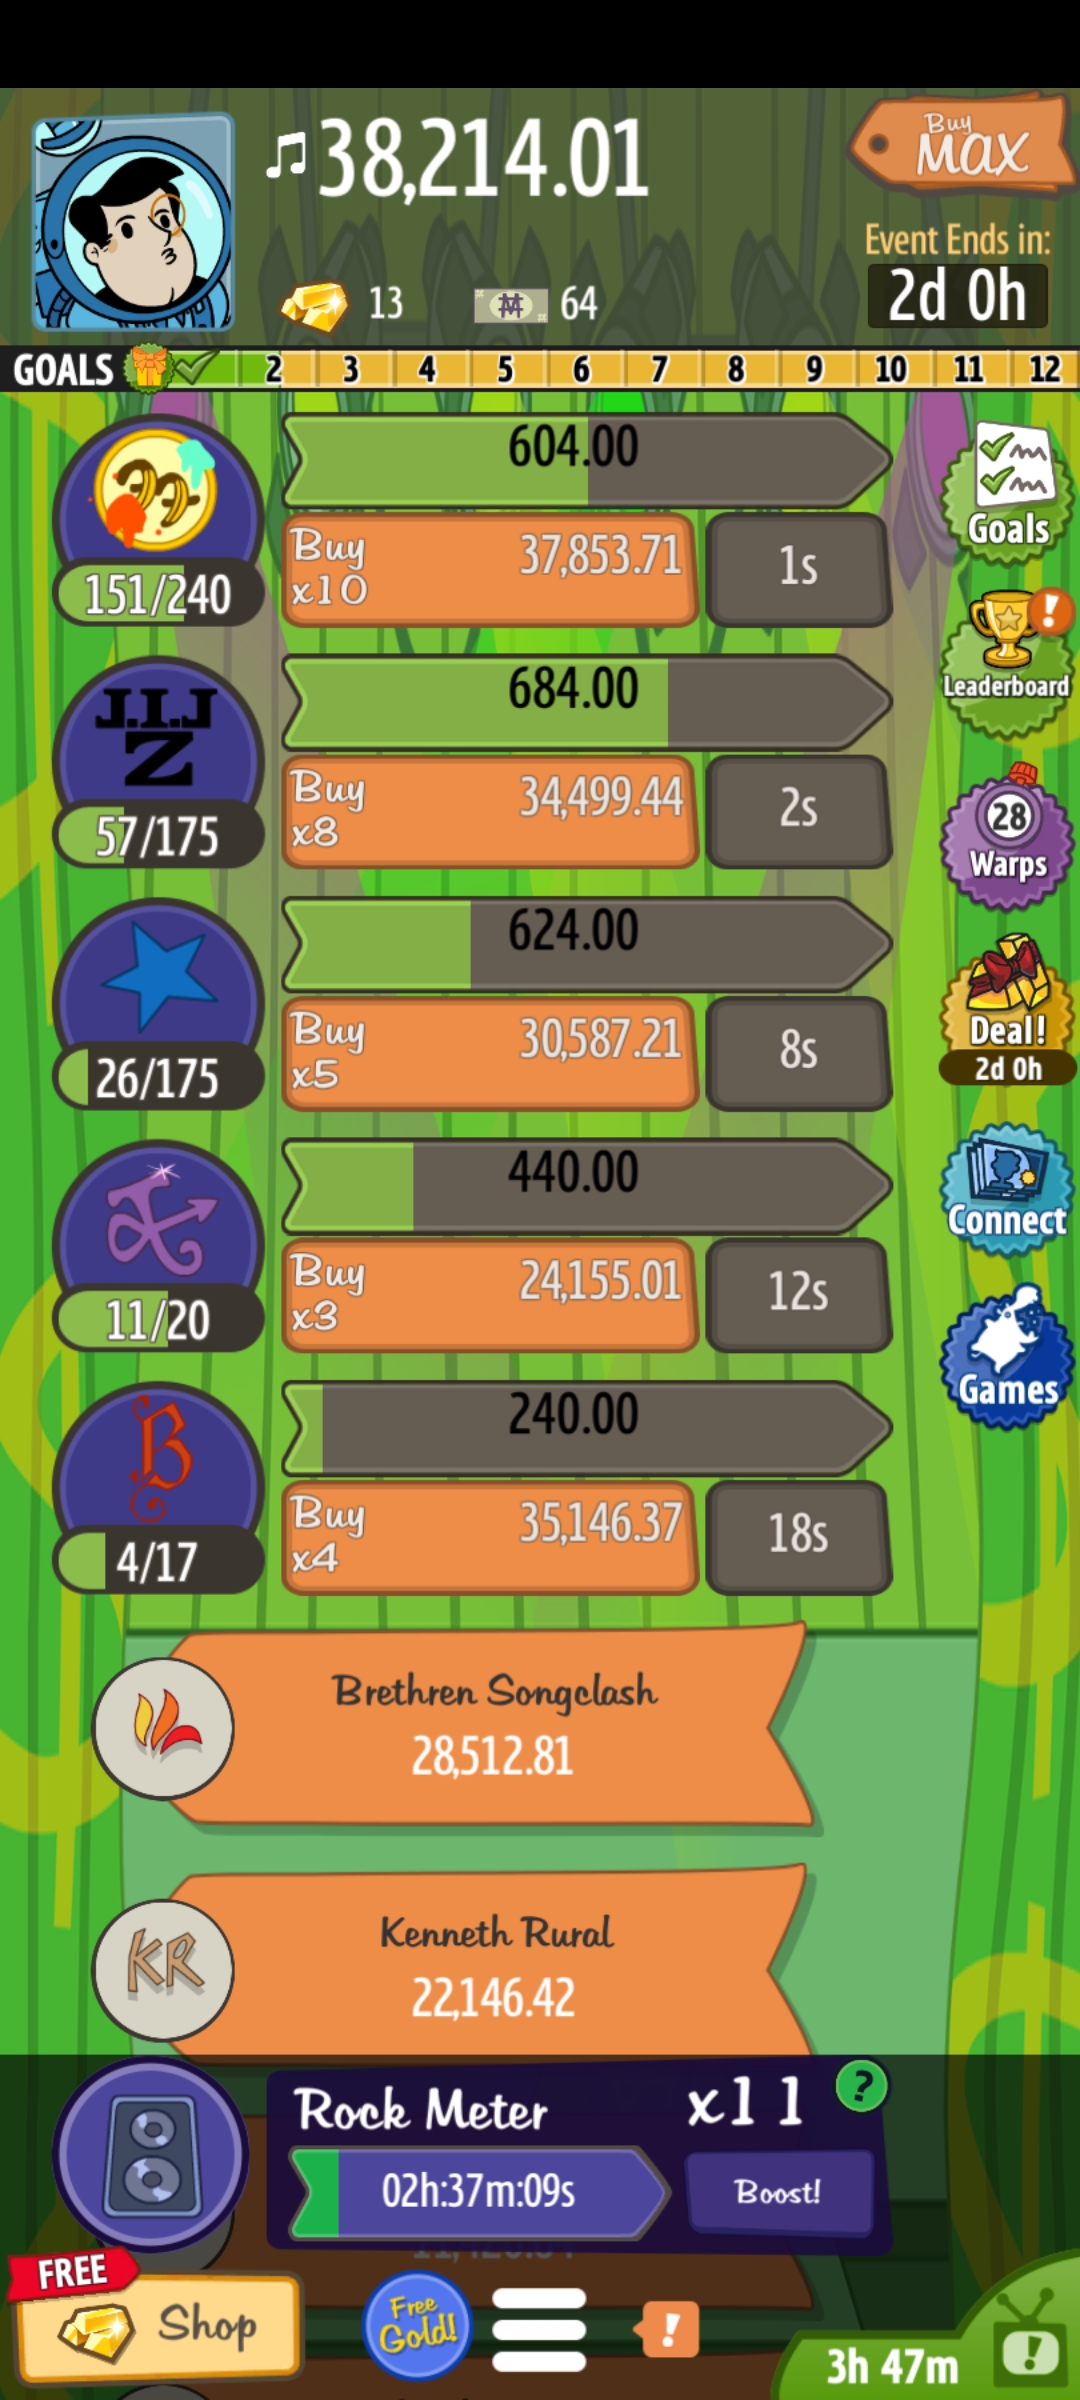 ♫38,214.01
Buy
MAX
13
64
Event Ends in:
2d 0h
GOALS 2 3 4 5 6 7 8 9 10 11 12
604.00
Buy
x10
37,853.71
1s
151/240
J.I.J
Z
684.00
Buy
x8
34,499.44
2s
57/175
624.00
Buy
x5
30,587.21
8s
26/175
440.00
Buy
x3
24,155.01
12s
11/20
B
240.00
Buy
x4
35,146.37
18s
4/17
Goals
!
Leaderboard
28
Warps
Deal!
2d 0h
Connect
Games
Brethren Songclash
28,512.81
KR
Kenneth Rural
22,146.42
Rock Meter
x11
?
02h:37m:09s
Boost!
FREE
Shop
Free
Gold!
!
3h 47m
!